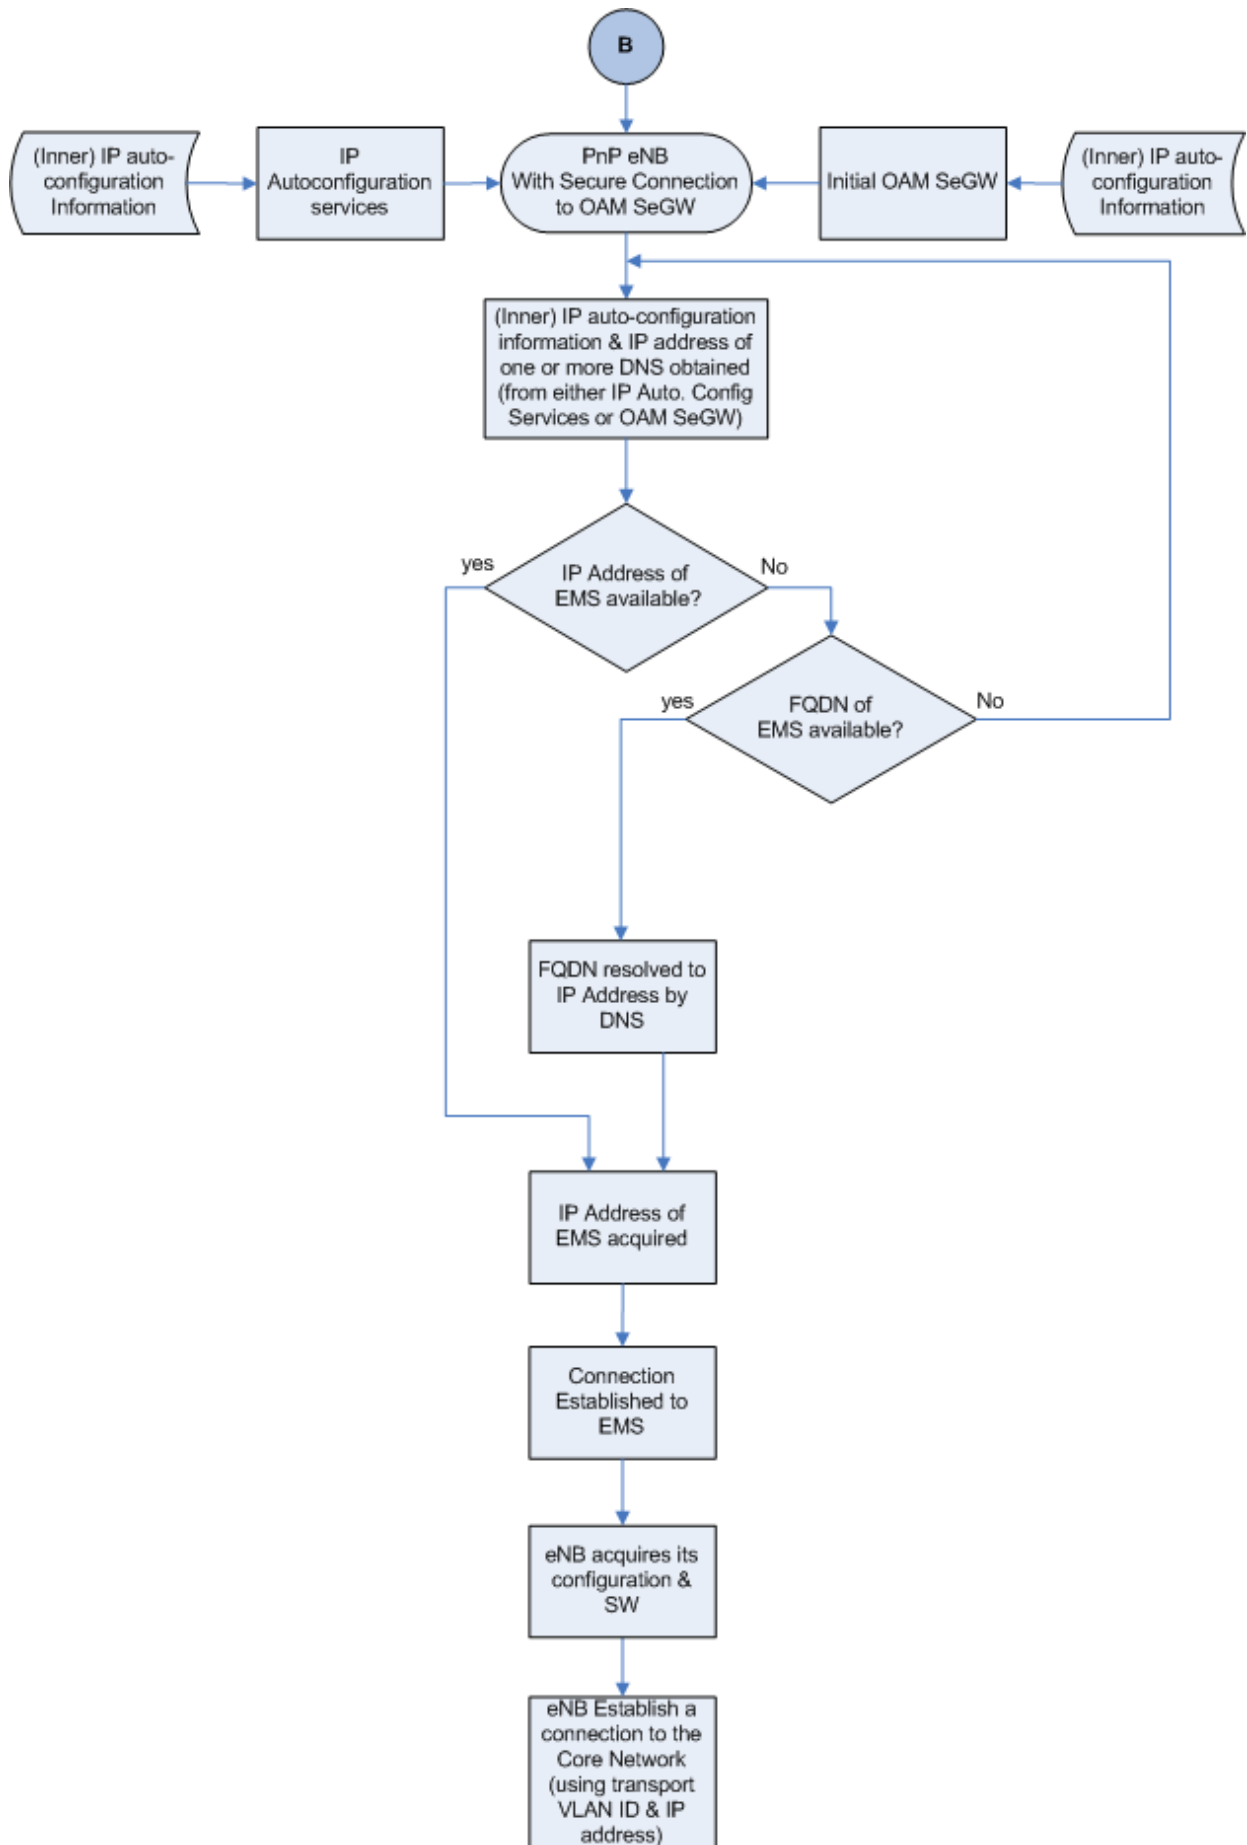 B
(Inner) IP auto-
configuration
Information
IP
Autoconfiguration
services
PnP eNB
With Secure Connection
to OAM SeGW
Initial OAM SeGW
(Inner) IP auto-
configuration
Information
(Inner) IP auto-configuration
information & IP address of
one or more DNS obtained
(from either IP Auto. Config
Services or OAM SeGW)
yes
IP Address of
EMS available?
No
yes
FQDN of
EMS available?
No
FQDN resolved to
IP Address by
DNS
IP Address of
EMS acquired
Connection
Established to
EMS
eNB acquires its
configuration &
SW
eNB Establish a
connection to the
Core Network
(using transport
VLAN ID & IP
address)